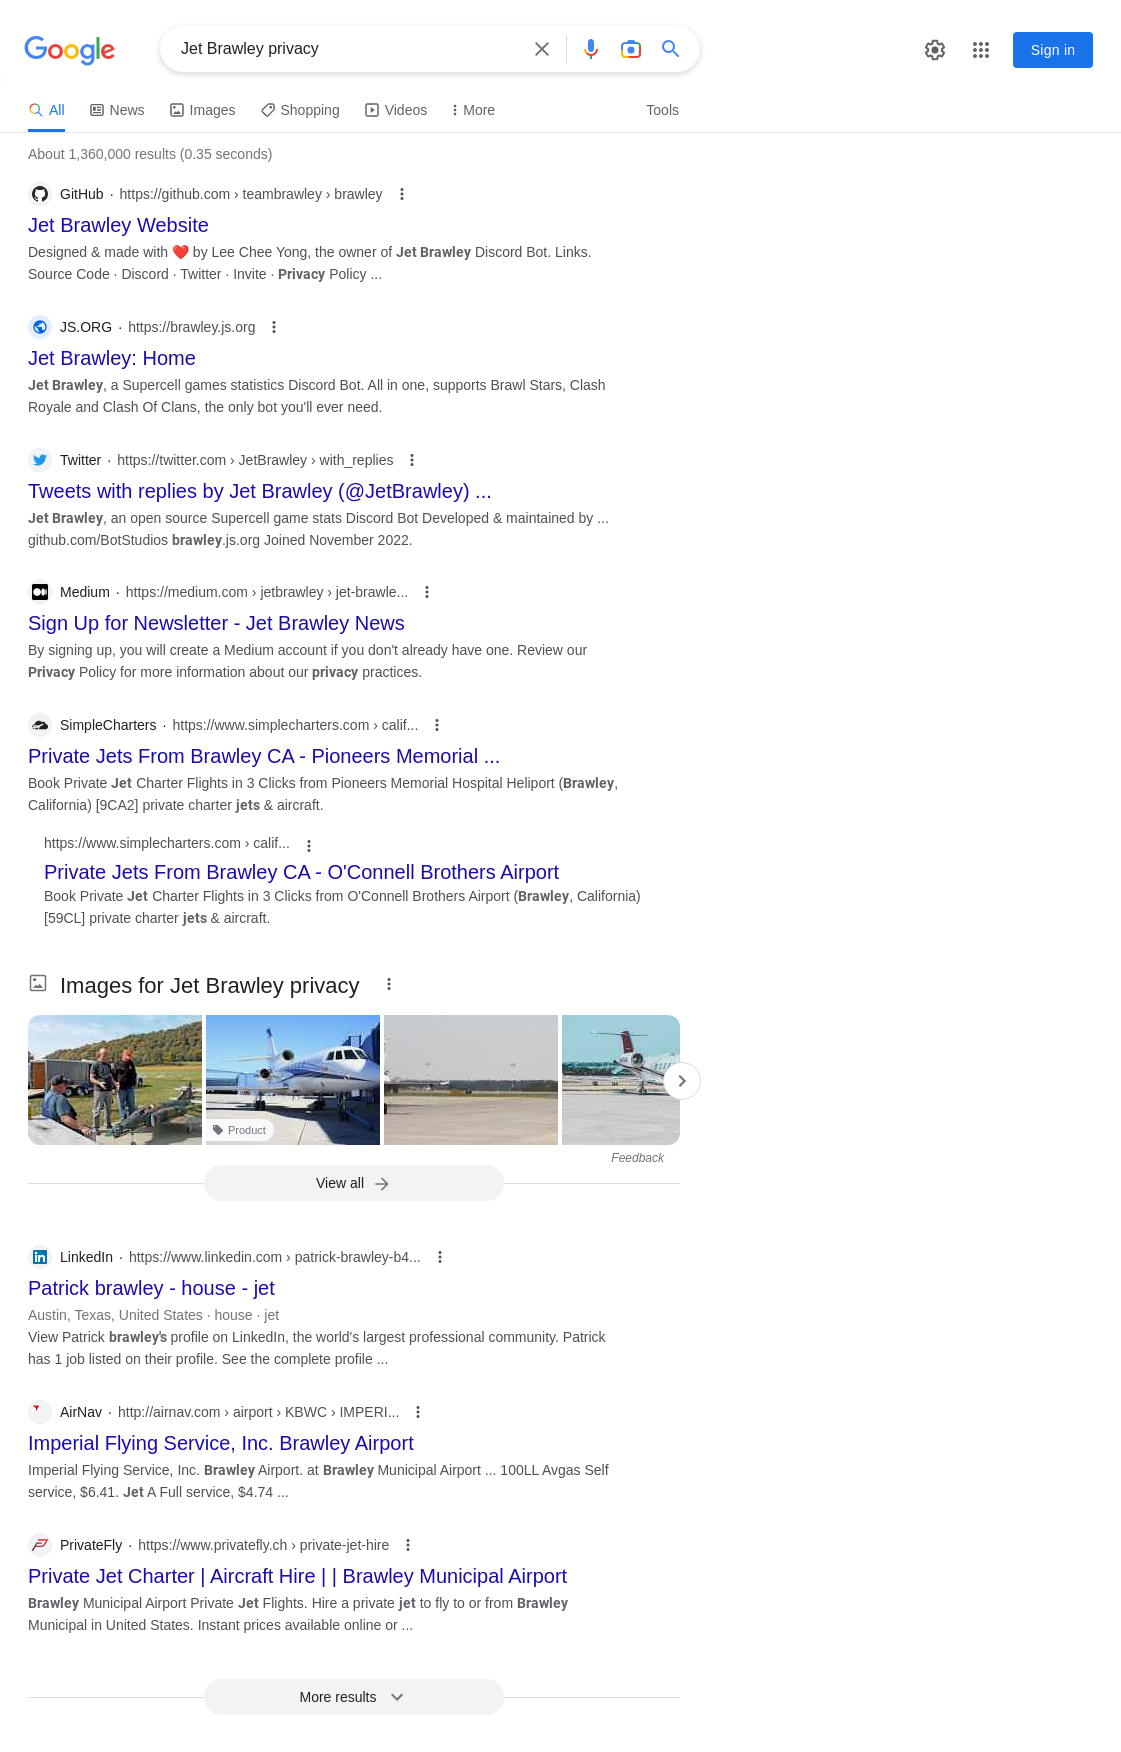 Google
Jet Brawley privacy
Sign in
All News Images Shopping Videos More Tools
About 1,360,000 results (0.35 seconds)
GitHub · https://github.com › teambrawley › brawley
Jet Brawley Website
Designed & made with ❤️ by Lee Chee Yong, the owner of Jet Brawley Discord Bot. Links.
Source Code · Discord · Twitter · Invite · Privacy Policy ...
JS.ORG · https://brawley.js.org
Jet Brawley: Home
Jet Brawley, a Supercell games statistics Discord Bot. All in one, supports Brawl Stars, Clash
Royale and Clash Of Clans, the only bot you'll ever need.
Twitter · https://twitter.com › JetBrawley › with_replies
Tweets with replies by Jet Brawley (@JetBrawley) ...
Jet Brawley, an open source Supercell game stats Discord Bot Developed & maintained by ...
github.com/BotStudios brawley.js.org Joined November 2022.
Medium · https://medium.com › jetbrawley › jet-brawle...
Sign Up for Newsletter - Jet Brawley News
By signing up, you will create a Medium account if you don't already have one. Review our
Privacy Policy for more information about our privacy practices.
SimpleCharters · https://www.simplecharters.com › calif...
Private Jets From Brawley CA - Pioneers Memorial ...
Book Private Jet Charter Flights in 3 Clicks from Pioneers Memorial Hospital Heliport (Brawley,
California) [9CA2] private charter jets & aircraft.
https://www.simplecharters.com › calif...
Private Jets From Brawley CA - O'Connell Brothers Airport
Book Private Jet Charter Flights in 3 Clicks from O'Connell Brothers Airport (Brawley, California)
[59CL] private charter jets & aircraft.
Images for Jet Brawley privacy
Product
Feedback
View all
LinkedIn · https://www.linkedin.com › patrick-brawley-b4...
Patrick brawley - house - jet
Austin, Texas, United States · house · jet
View Patrick brawley's profile on LinkedIn, the world's largest professional community. Patrick
has 1 job listed on their profile. See the complete profile ...
AirNav · http://airnav.com › airport › KBWC › IMPERI...
Imperial Flying Service, Inc. Brawley Airport
Imperial Flying Service, Inc. Brawley Airport. at Brawley Municipal Airport ... 100LL Avgas Self
service, $6.41. Jet A Full service, $4.74 ...
PrivateFly · https://www.privatefly.ch › private-jet-hire
Private Jet Charter | Aircraft Hire | | Brawley Municipal Airport
Brawley Municipal Airport Private Jet Flights. Hire a private jet to fly to or from Brawley
Municipal in United States. Instant prices available online or ...
More results